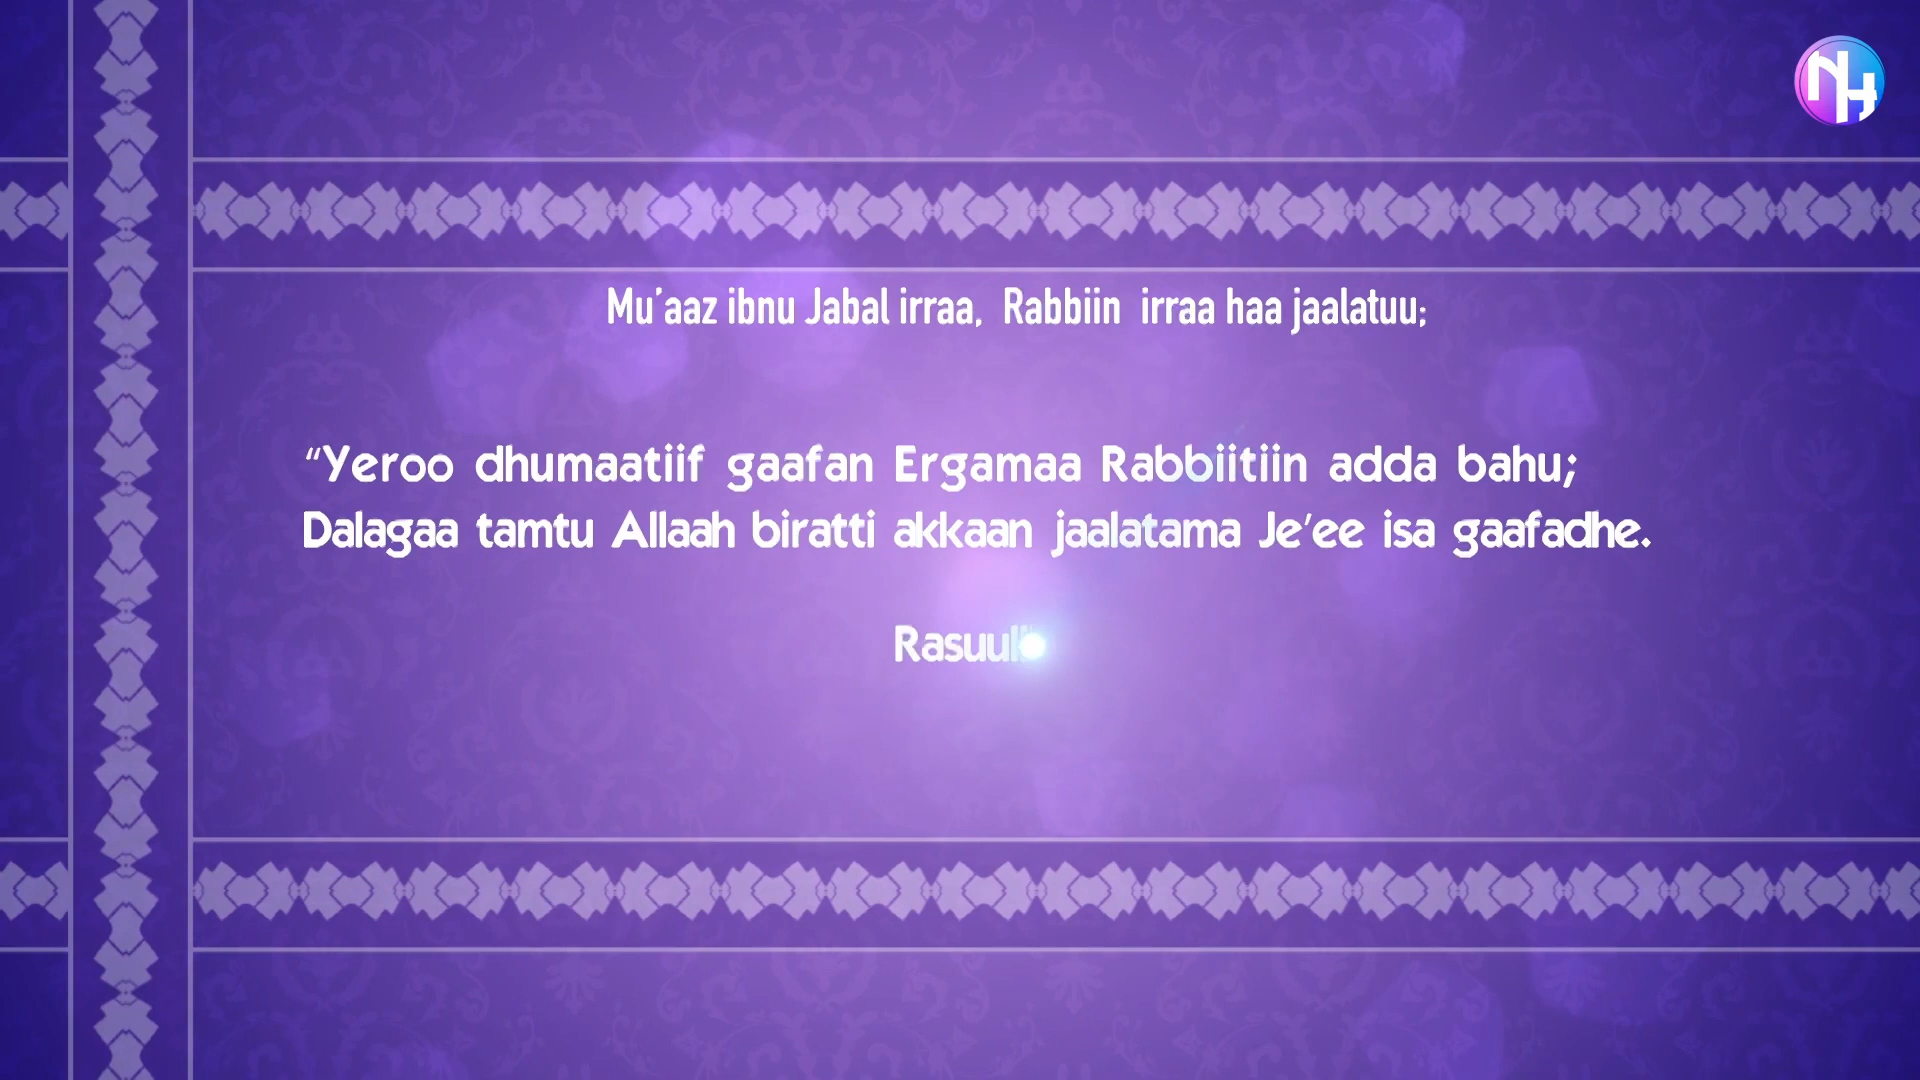 NH
Mu'aaz ibnu Jabal irraa, Rabbiin irraa haa jaalatuu;
“Yeroo dhumaatiif gaafan Ergamaa Rabbiitiin adda bahu;
Dalagaa tamtu Allaah biratti akkaan jaalatama Je'ee isa gaafadhe.